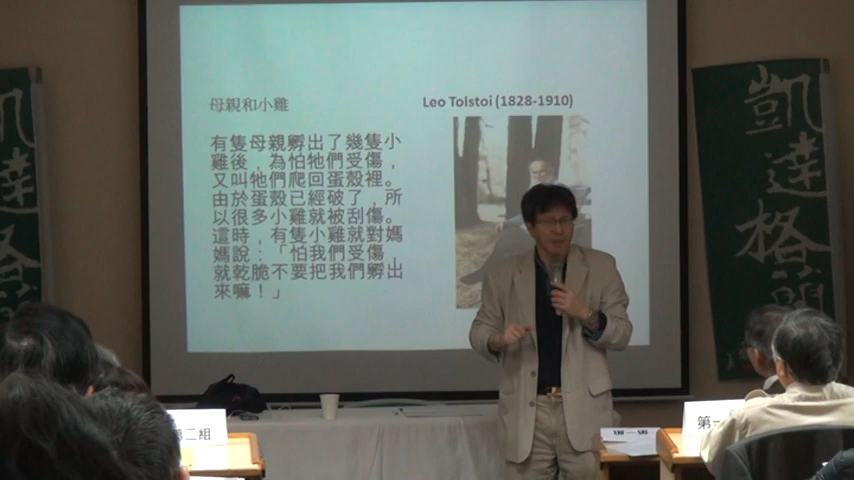 母親和小雞
Leo Tolstoi (1828-1910)
有隻母親孵出了幾隻小
雞後，為怕牠們受傷，
又叫牠們爬回蛋殼裡。
由於蛋殼已經破了，所
以很多小雞就被刮傷。
這時，有隻小雞就對媽
媽說：「怕我們受傷，
就乾脆不要把我們孵出
來嘛！」
凱達格
凱達格蘭
第二組
第一